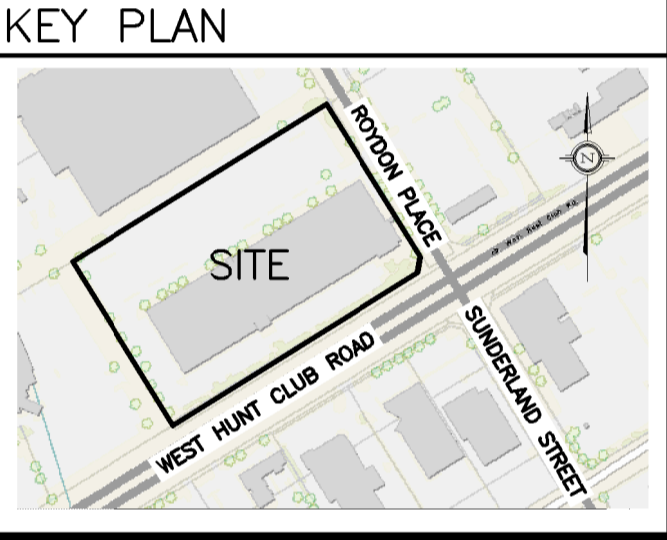 KEY PLAN
ROYDON PLACE
N
SITE
WEST HUNT CLUB ROAD
SUNDERLAND STREET